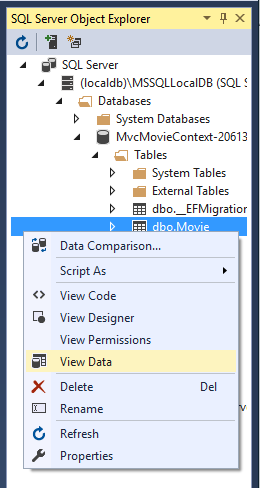 SQL Server Object Explorer
SQL Server
(localdb)\MSSQLLocalDB (SQL S
Databases
System Databases
MvcMovieContext-20613
Tables
System Tables
External Tables
dbo.__EFMigration
dbo.Movie
Data Comparison...
Script As
View Code
View Designer
View Permissions
View Data
Delete Del
Rename
Refresh
Properties